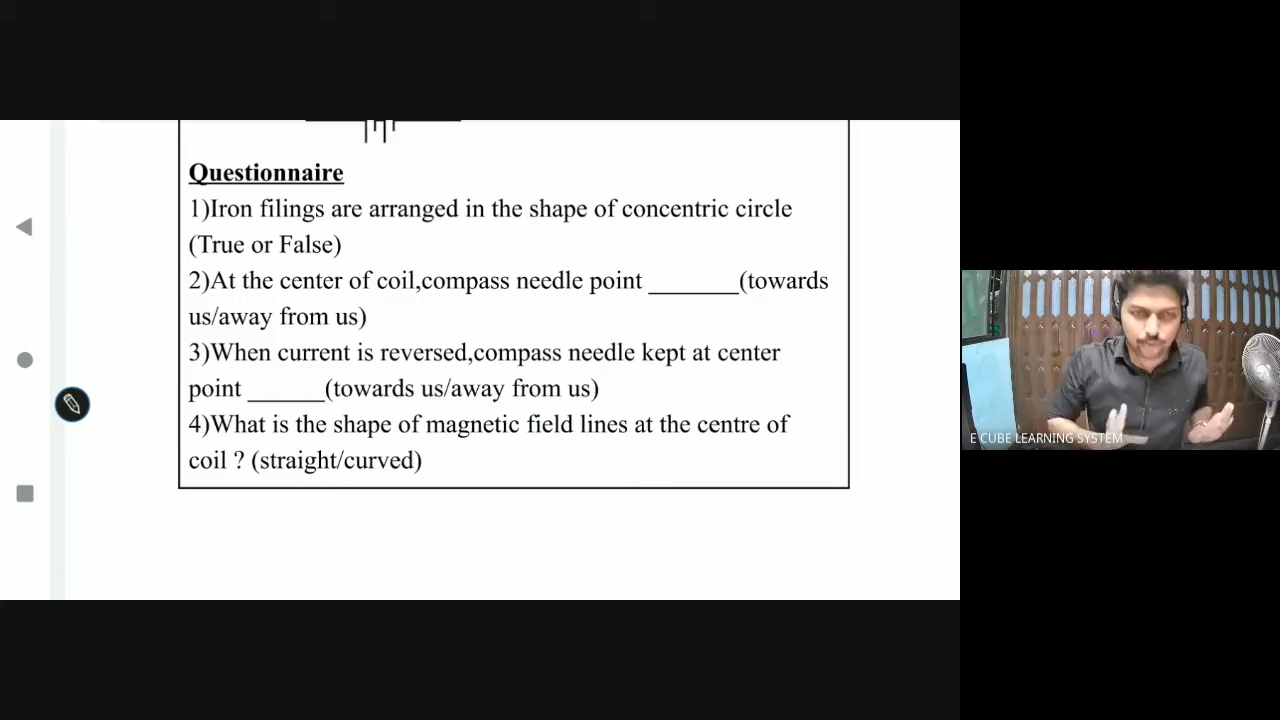 Questionnaire
1)Iron filings are arranged in the shape of concentric circle
(True or False)
2)At the center of coil,compass needle point _______(towards
us/away from us)
3)When current is reversed,compass needle kept at center
point ______(towards us/away from us)
4)What is the shape of magnetic field lines at the centre of
coil ? (straight/curved)
E CUBE LEARNING SYSTEM